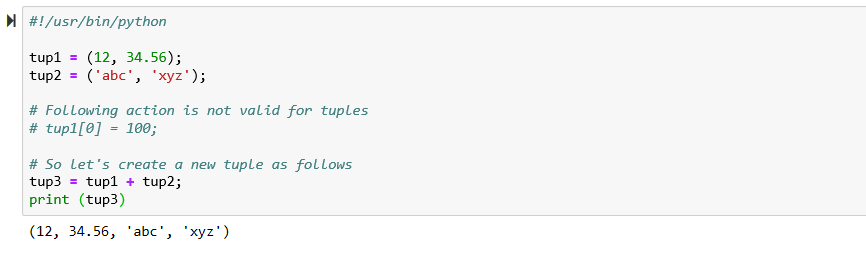 #!/usr/bin/python
tup1 = (12, 34.56);
tup2 = ('abc', 'xyz');
# Following action is not valid for tuples
# tup1[0] = 100;
# So let's create a new tuple as follows
tup3 = tup1 + tup2;
print (tup3)
(12, 34.56, 'abc', 'xyz')